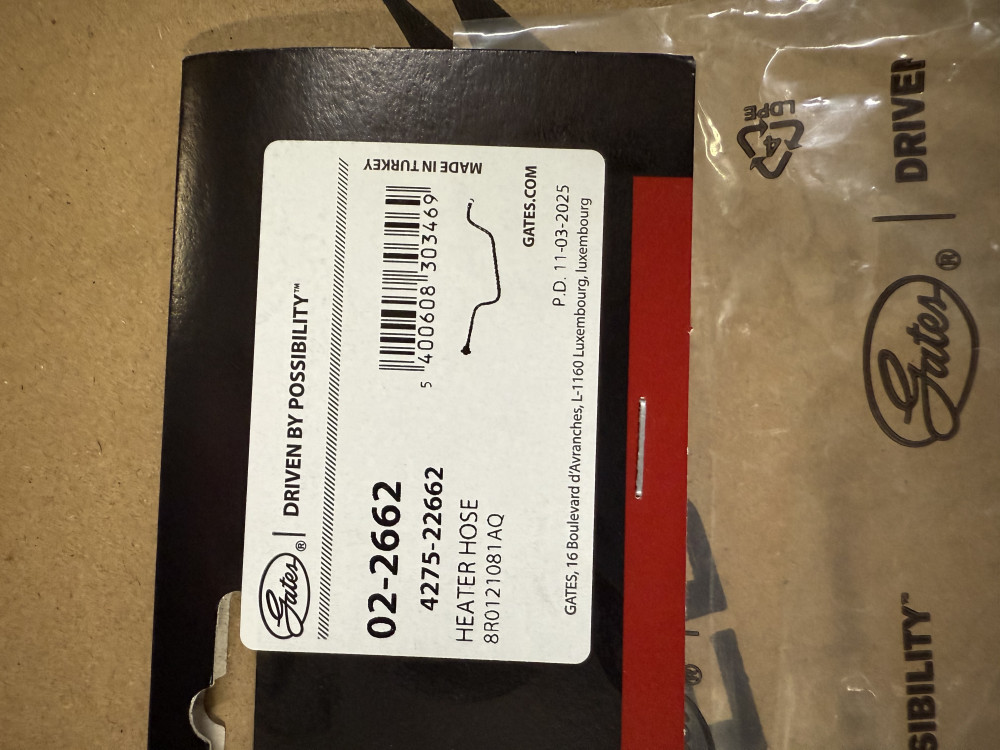 Gates® | DRIVEN BY POSSIBILITY™
02-2662
4275-22662
HEATER HOSE
8R0121081AQ
MADE IN TURKEY
5 400608 303469
GATES.COM
P.D. 11-03-2025
GATES, 16 Boulevard d'Avranches, L-1160 Luxembourg, luxembourg
4
LDPE
Gates® | DRIVE
SIBILITY™
®